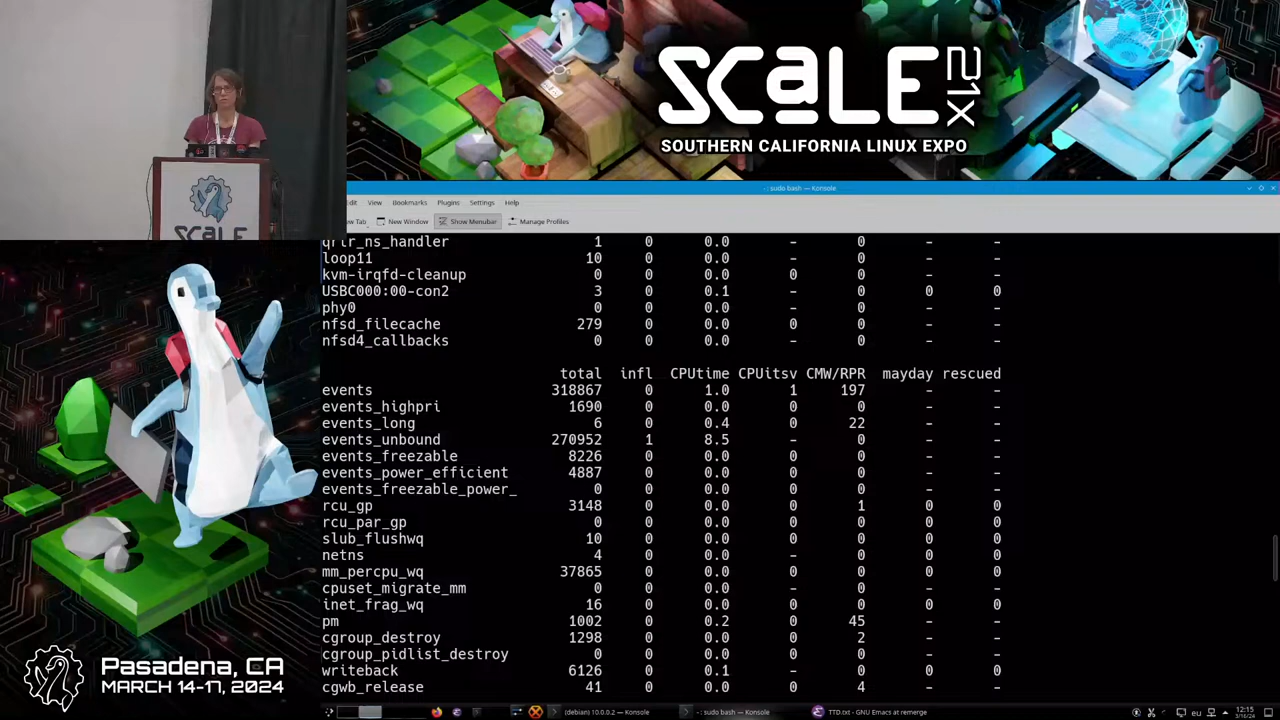 SCALE 21X
SOUTHERN CALIFORNIA LINUX EXPO
- : sudo bash — Konsole
Edit View Bookmarks Plugins Settings Help
New Tab New Window Show Menubar Manage Profiles
qrtr_ns_handler 1 0 0.0 - 0 - -
loop11 10 0 0.0 - 0 - -
kvm-irqfd-cleanup 0 0 0.0 0 0 - -
USBC000:00-con2 3 0 0.1 - 0 0 0
phy0 0 0 0.0 - 0 - -
nfsd_filecache 279 0 0.0 0 0 - -
nfsd4_callbacks 0 0 0.0 - 0 - -
total infl CPUtime CPUitsv CMW/RPR mayday rescued
events 318867 0 1.0 1 197 - -
events_highpri 1690 0 0.0 0 0 - -
events_long 6 0 0.4 0 22 - -
events_unbound 270952 1 8.5 - 0 - -
events_freezable 8226 0 0.0 0 0 - -
events_power_efficient 4887 0 0.0 0 0 - -
events_freezable_power_ 0 0 0.0 0 0 - -
rcu_gp 3148 0 0.0 0 1 0 0
rcu_par_gp 0 0 0.0 0 0 0 0
slub_flushwq 10 0 0.0 0 0 0 0
netns 4 0 0.0 - 0 0 0
mm_percpu_wq 37865 0 0.0 0 0 0 0
cpuset_migrate_mm 0 0 0.0 - 0 - -
inet_frag_wq 16 0 0.0 0 0 0 0
pm 1002 0 0.2 0 45 - -
cgroup_destroy 1298 0 0.0 0 2 - -
cgroup_pidlist_destroy 0 0 0.0 0 0 - -
writeback 6126 0 0.1 - 0 0 0
cgwb_release 41 0 0.0 0 4 - -
SCALE
Pasadena, CA
MARCH 14-17, 2024
(debian) 10.0.0.2 — Konsole
- : sudo bash — Konsole
TTD.txt - GNU Emacs at remerge
eu
12:15
3/16/24